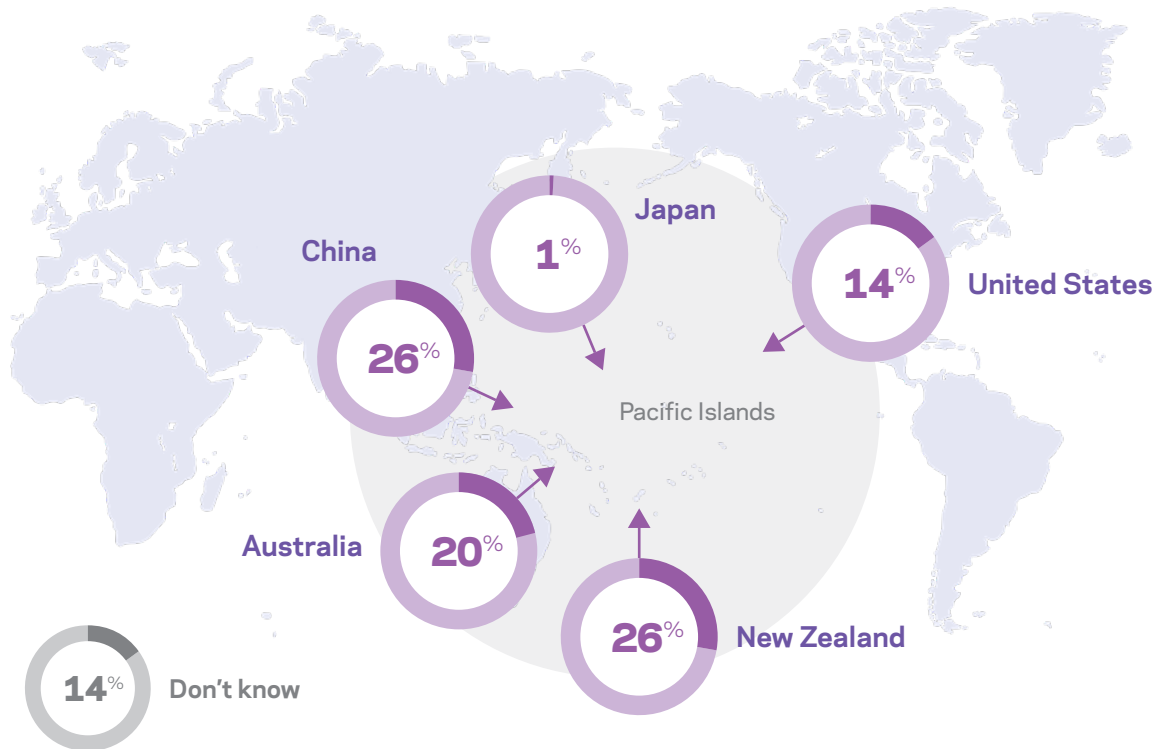 Japan
1%
China
26%
14%
United States
Pacific Islands
Australia
20%
26%
New Zealand
14%
Don't know